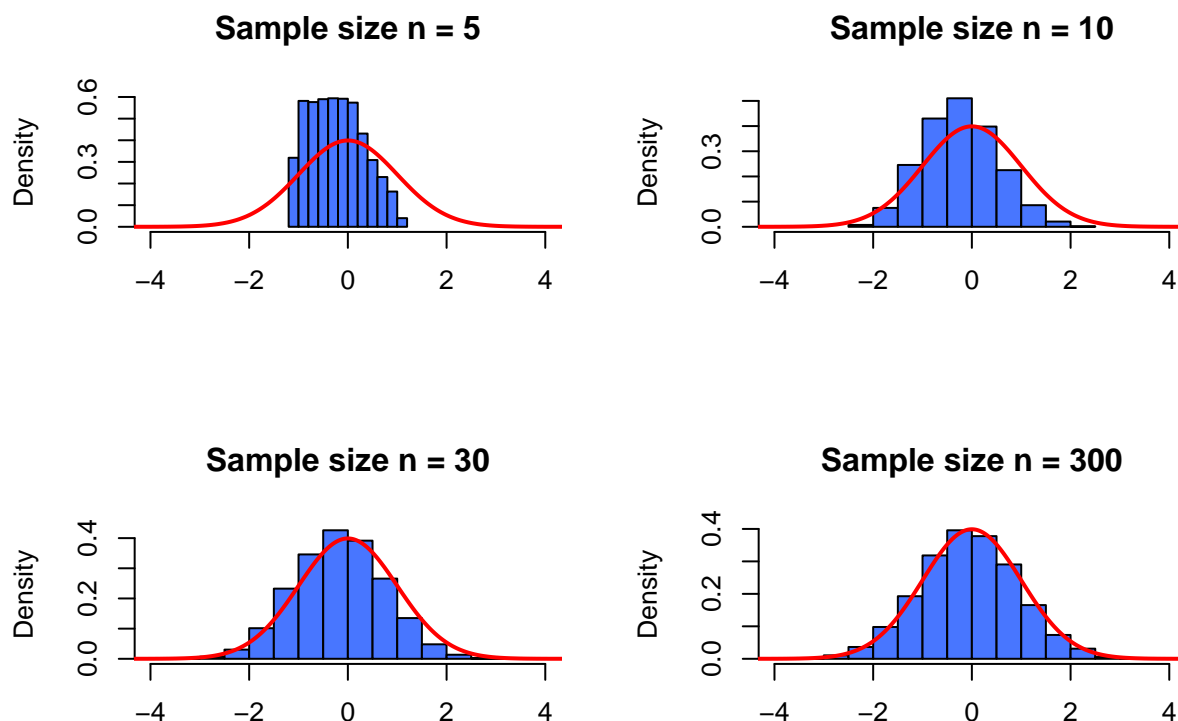 Sample size n = 5
Density
0.0 0.3 0.6
−4 −2 0 2 4
Sample size n = 10
Density
0.0 0.3
−4 −2 0 2 4
Sample size n = 30
Density
0.0 0.2 0.4
−4 −2 0 2 4
Sample size n = 300
Density
0.0 0.2 0.4
−4 −2 0 2 4